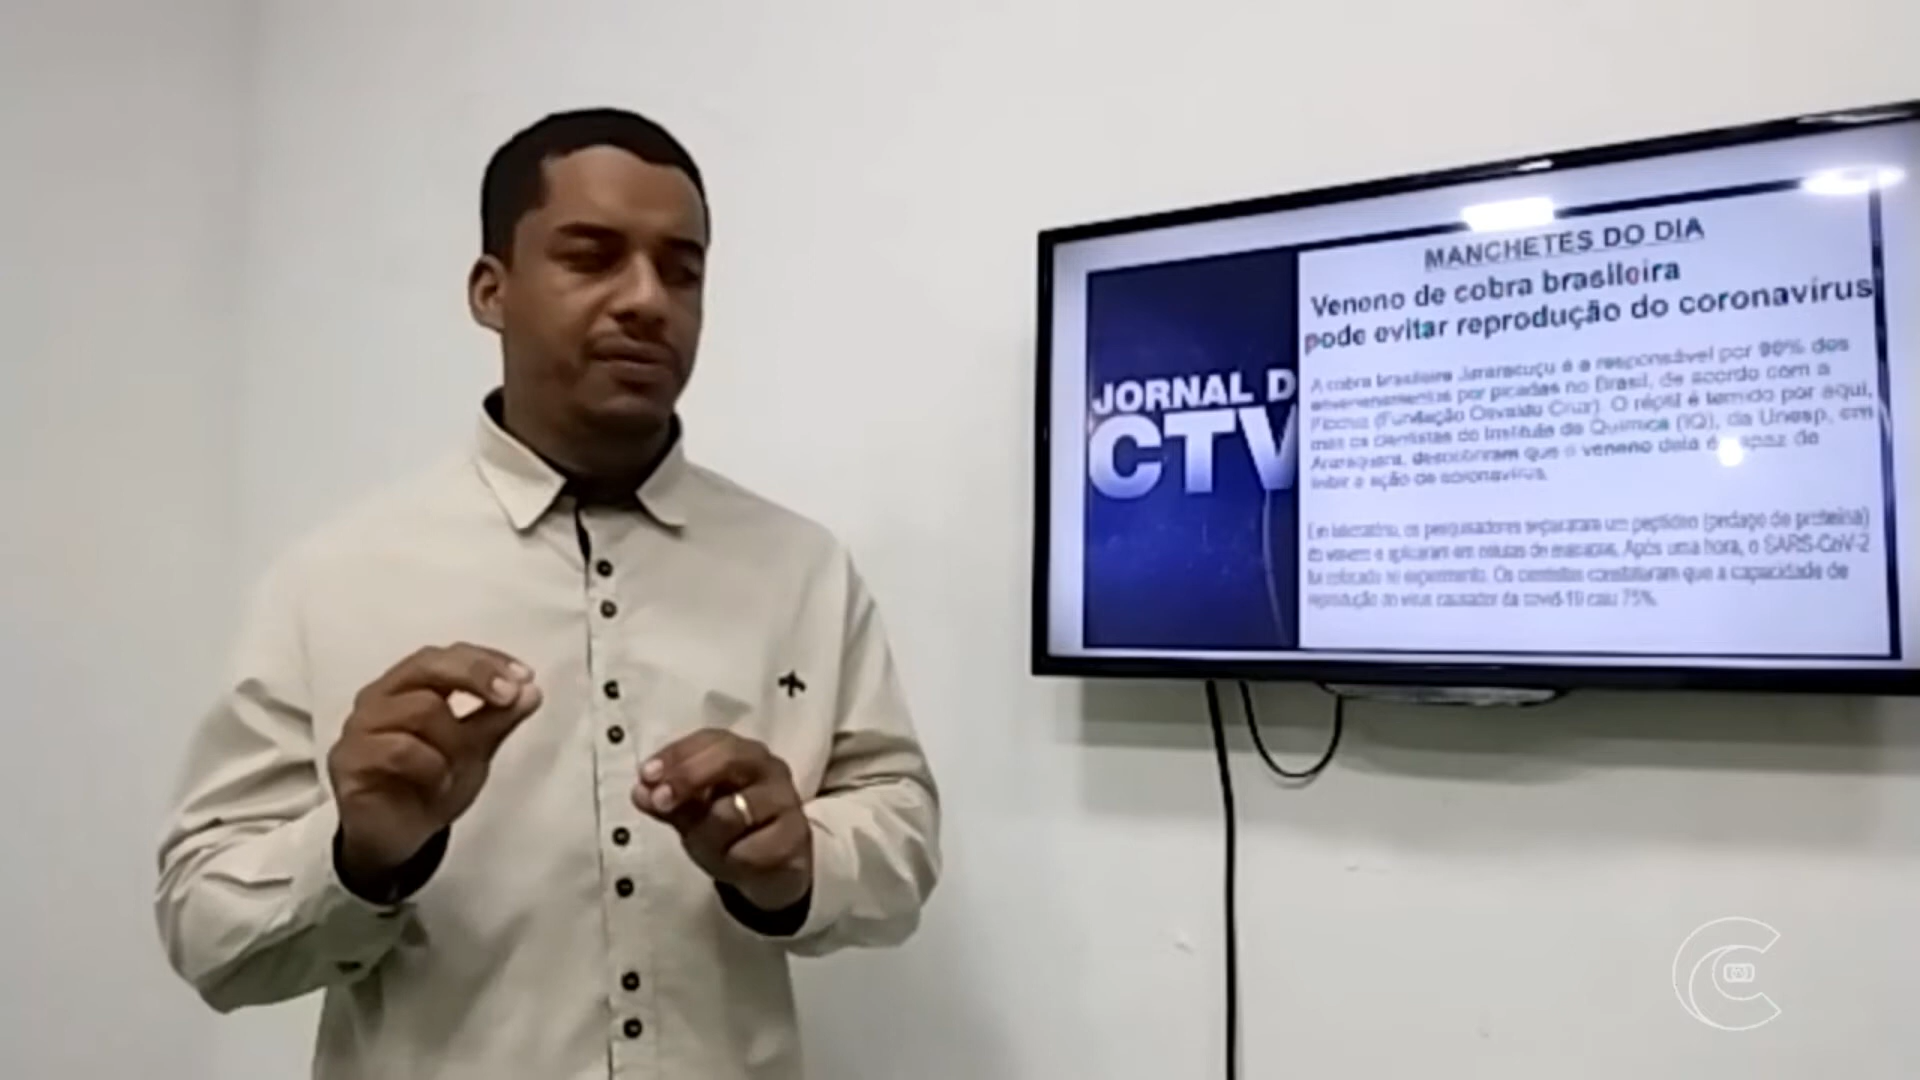 MANCHETES DO DIA
Veneno de cobra brasileira
pode evitar reprodução do coronavírus
JORNAL D
CTV
A cobra brasileira Jararacuçu é a responsável por 90% dos
envenenamentos por picadas no Brasil, de acordo com a
Fiocruz (Fundação Osvaldo Cruz). O réptil é temido por aqui,
mas os cientistas do Instituto de Química (IQ), da Unesp, em
Araraquara, descobriram que o veneno dela é capaz de
inibir a ação do coronavírus.
Em laboratório, os pesquisadores separaram um peptídeo (pedaço de proteína)
do veneno e aplicaram em células de macacos. Após uma hora, o SARS-CoV-2
foi colocado no experimento. Os cientistas constataram que a capacidade de
reprodução do vírus causador da covid-19 caiu 75%.